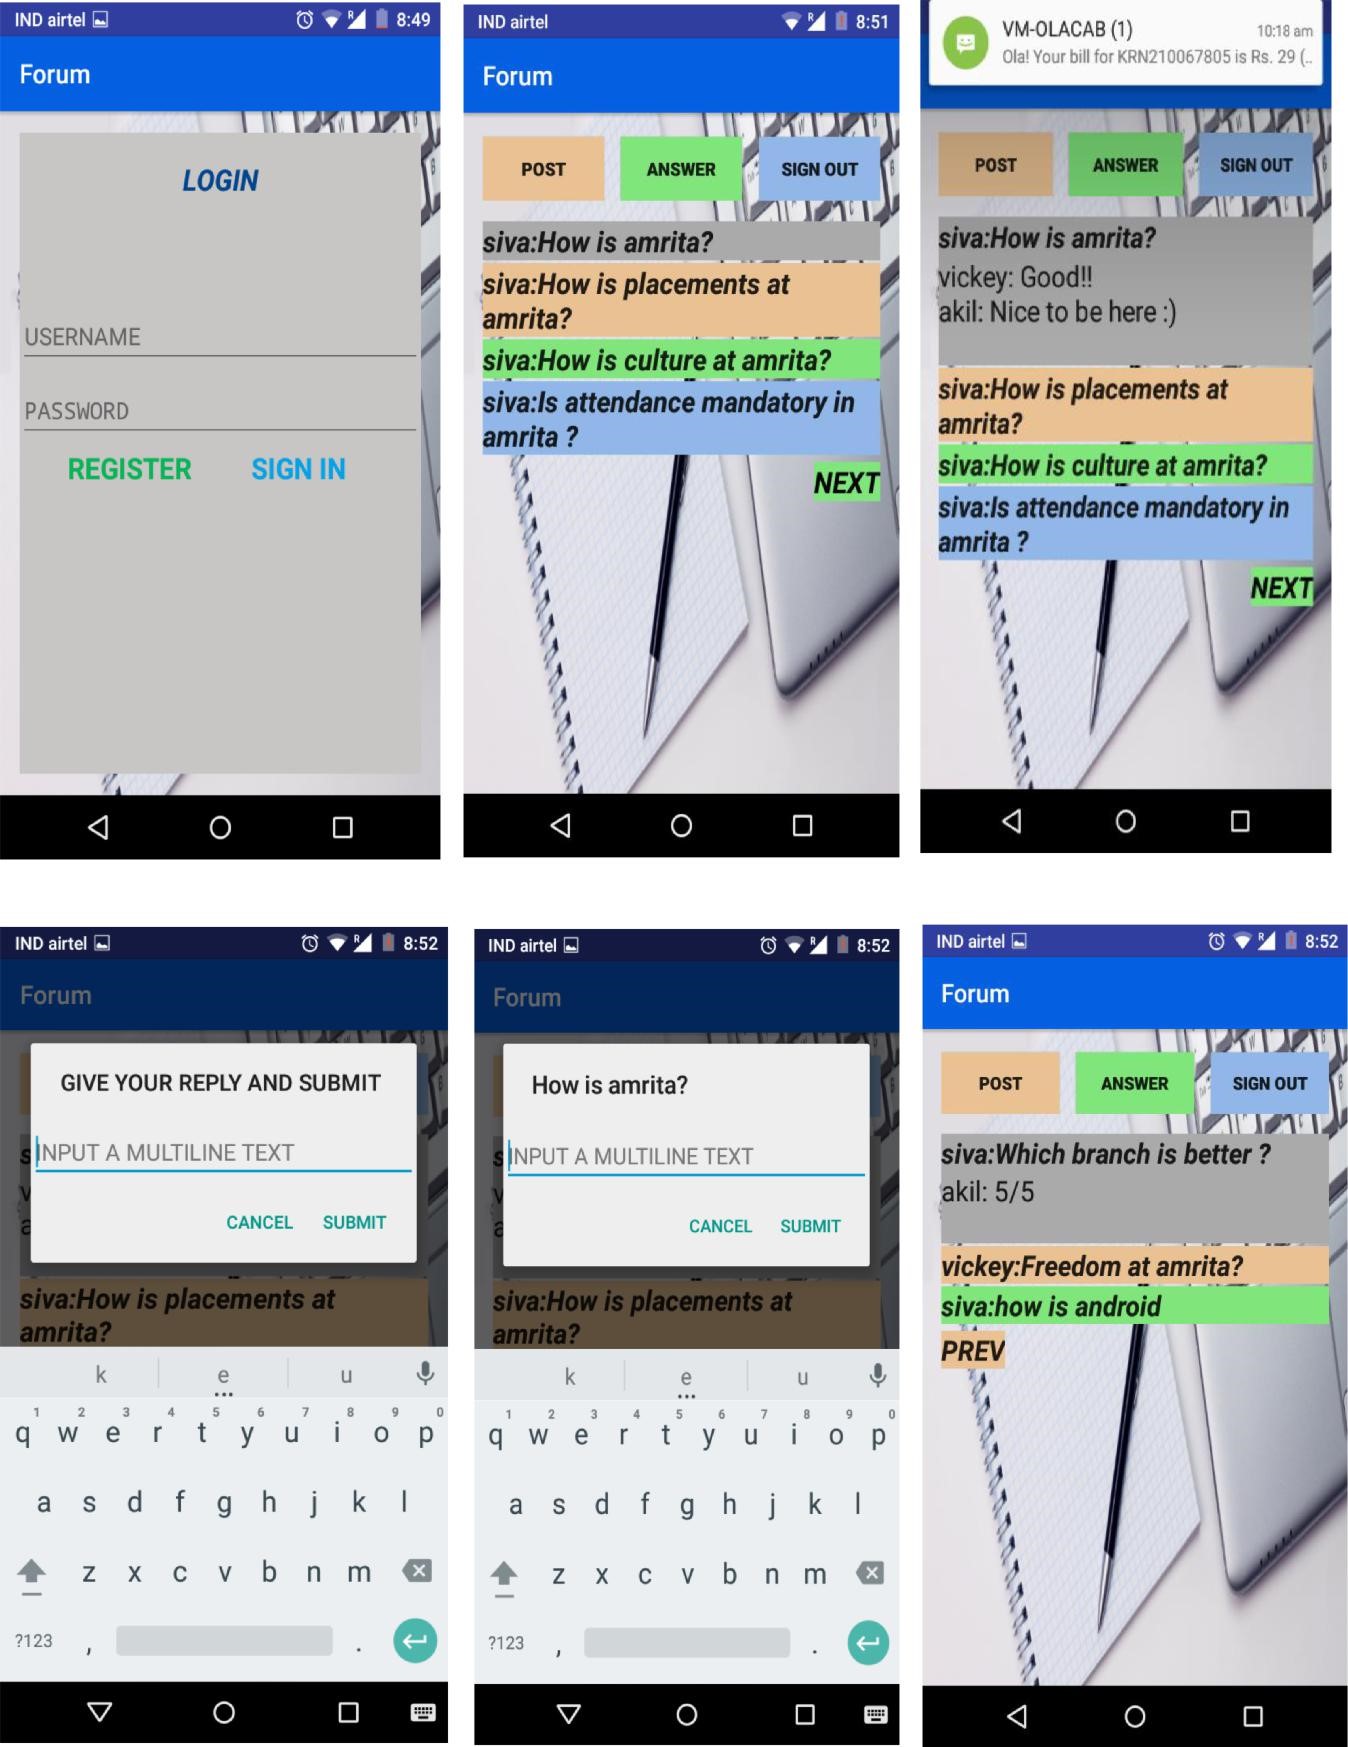 IND airtel 8:49
Forum
LOGIN
USERNAME
PASSWORD
REGISTER SIGN IN
IND airtel R 8:51
Forum
POST ANSWER SIGN OUT
siva:How is amrita?
siva:How is placements at
amrita?
siva:How is culture at amrita?
siva:Is attendance mandatory in
amrita ?
NEXT
VM-OLACAB (1) 10:18 am
Ola! Your bill for KRN210067805 is Rs. 29 (..
POST ANSWER SIGN OUT
siva:How is amrita?
vickey: Good!!
akil: Nice to be here :)
siva:How is placements at
amrita?
siva:How is culture at amrita?
siva:Is attendance mandatory in
amrita ?
NEXT
IND airtel R 8:52
Forum
GIVE YOUR REPLY AND SUBMIT
INPUT A MULTILINE TEXT
CANCEL SUBMIT
siva:How is placements at
amrita?
k e u
1 2 3 4 5 6 7 8 9 0
q w e r t y u i o p
a s d f g h j k l
z x c v b n m
?123 , .
IND airtel R 8:52
Forum
How is amrita?
INPUT A MULTILINE TEXT
CANCEL SUBMIT
siva:How is placements at
amrita?
k e u
1 2 3 4 5 6 7 8 9 0
q w e r t y u i o p
a s d f g h j k l
z x c v b n m
?123 , .
IND airtel R 8:52
Forum
POST ANSWER SIGN OUT
siva:Which branch is better ?
akil: 5/5
vickey:Freedom at amrita?
siva:how is android
PREV